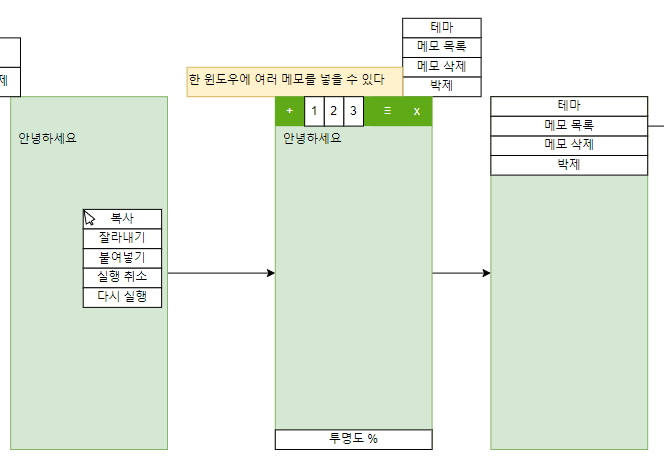 제
안녕하세요
복사
잘라내기
붙여넣기
실행 취소
다시 실행
한 윈도우에 여러 메모를 넣을 수 있다
테마
메모 목록
메모 삭제
박제
+ 1 2 3 ≡ x
안녕하세요
투명도 %
테마
메모 목록
메모 삭제
박제